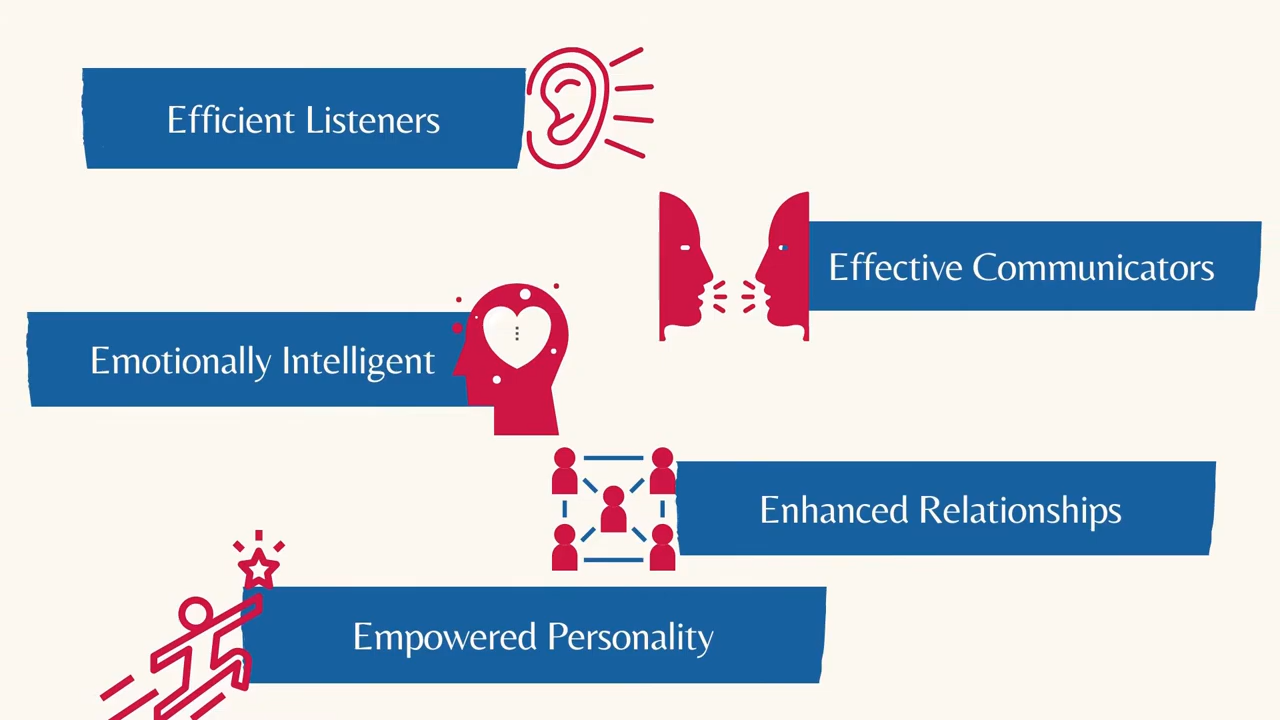 Efficient Listeners
Effective Communicators
Emotionally Intelligent
Enhanced Relationships
Empowered Personality